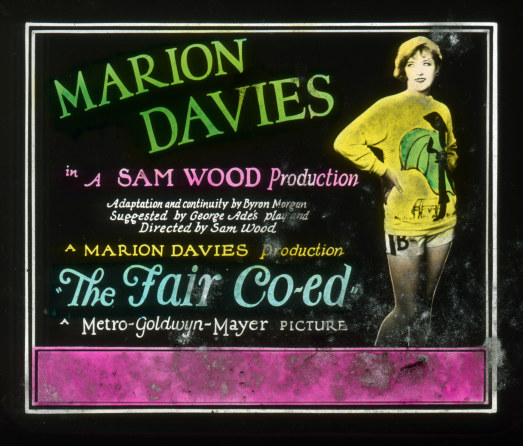 MARION
DAVIES
in A SAM WOOD Production
Adaptation and continuity by Byron Morgan
Suggested by George Ade's play and
Directed by Sam Wood
A MARION DAVIES Production
"The Fair Co-ed"
A Metro-Goldwyn-Mayer PICTURE